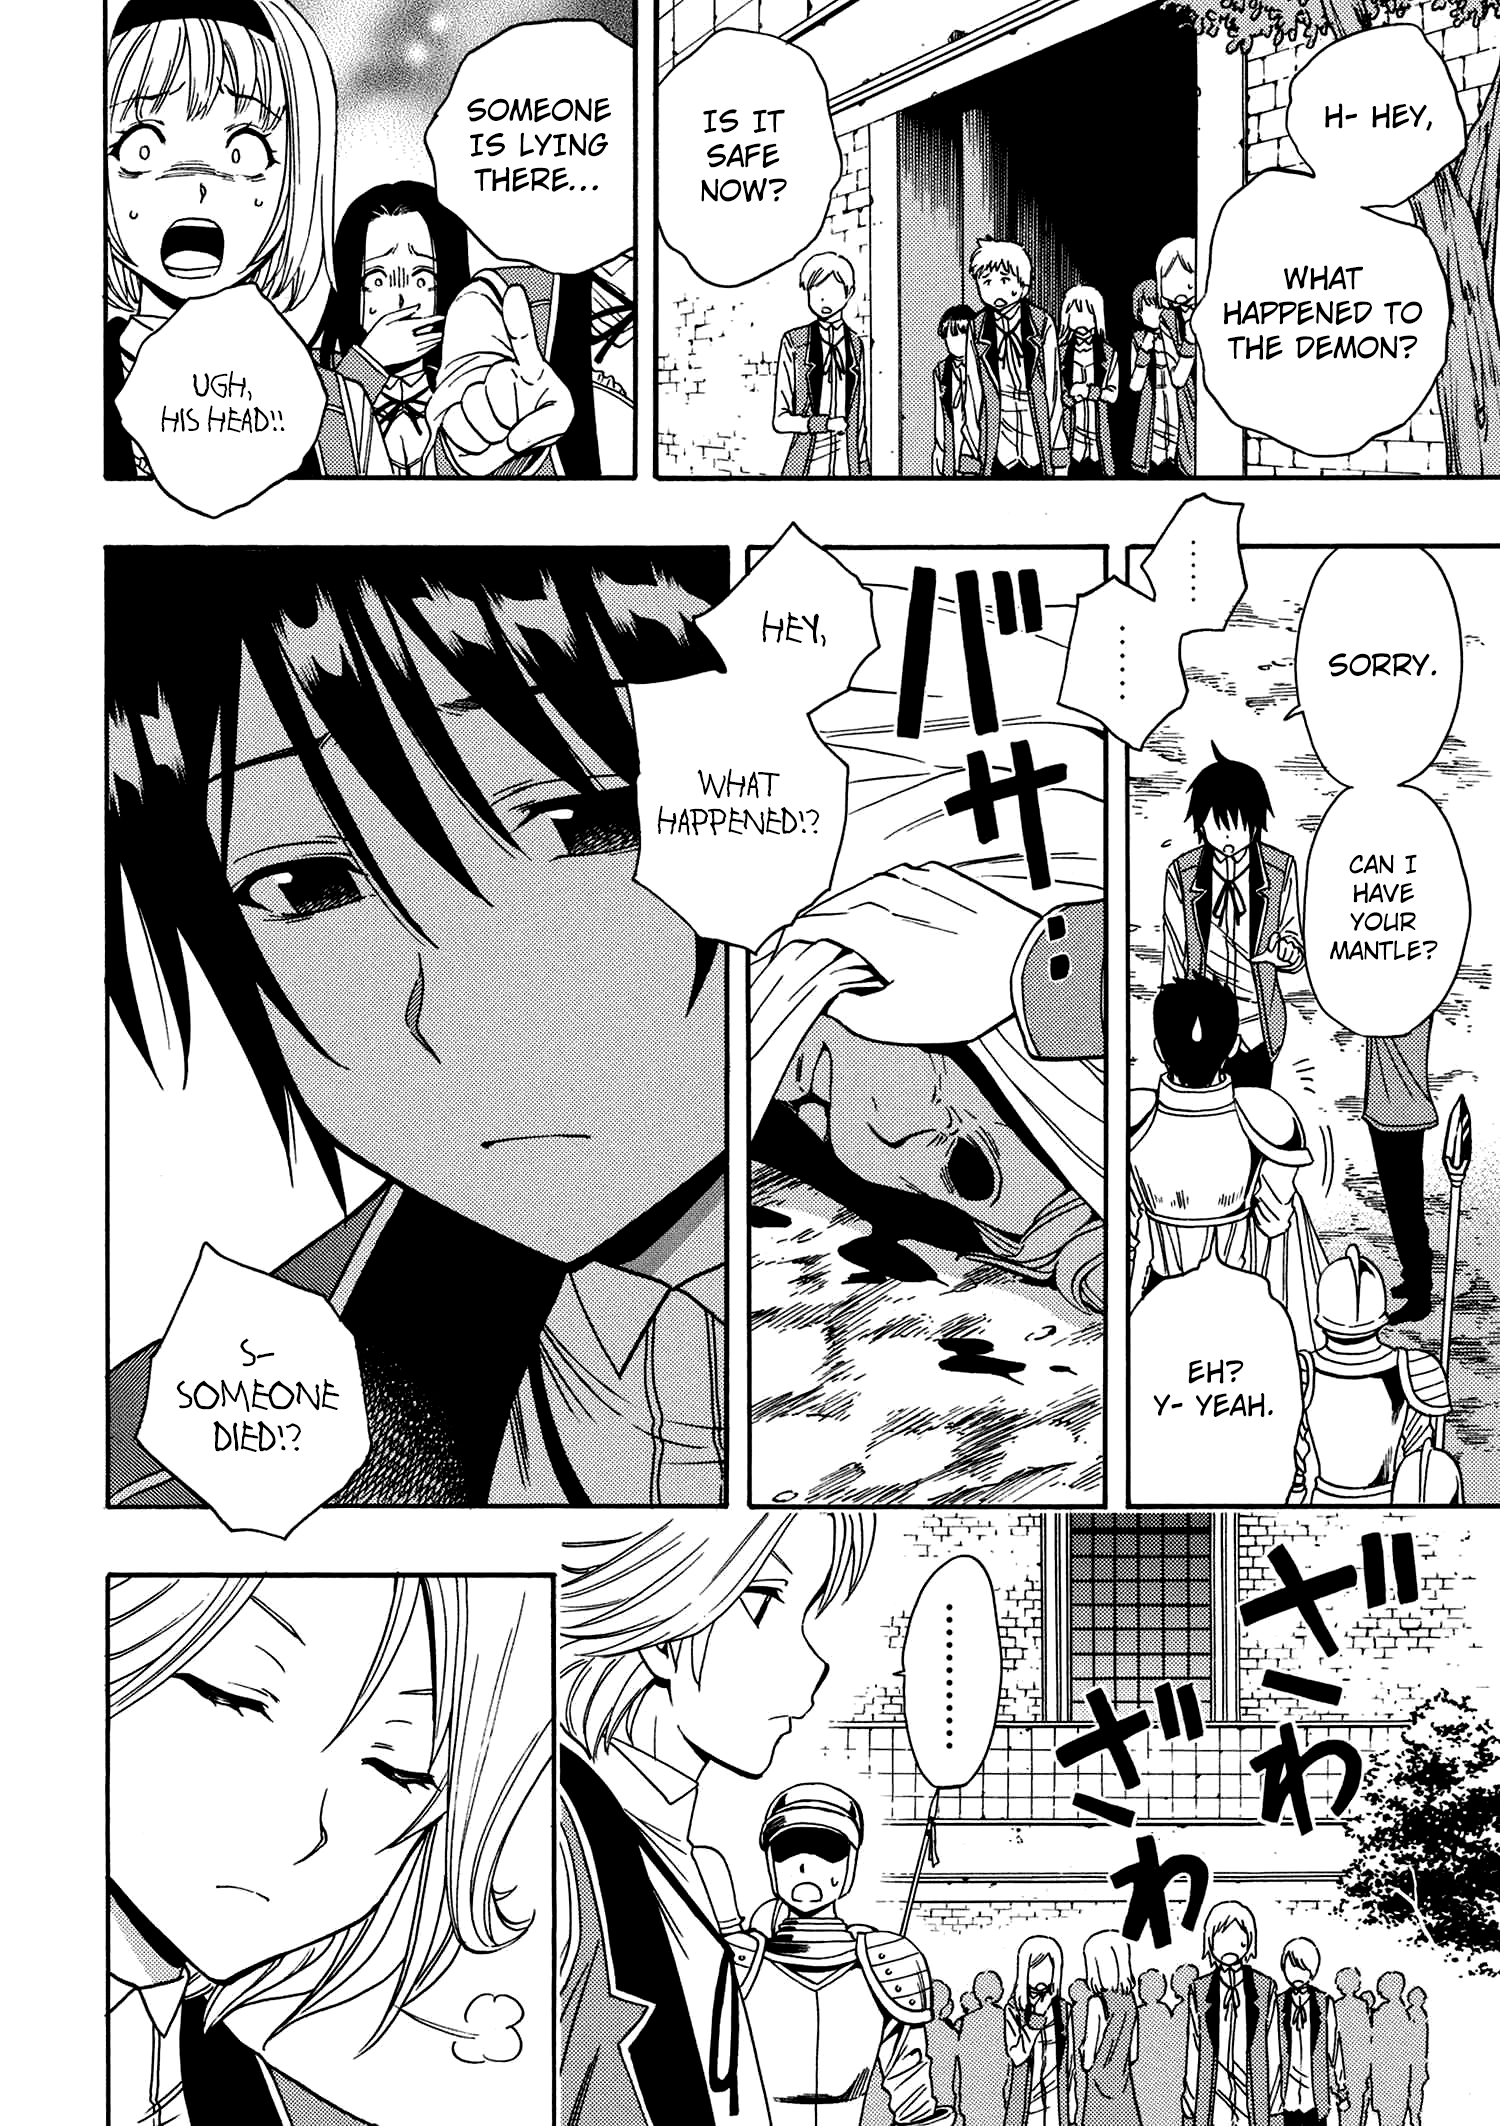 H- HEY,
WHAT
HAPPENED TO
THE DEMON?
IS IT
SAFE
NOW?
SOMEONE
IS LYING
THERE...
UGH,
HIS HEAD!!
SORRY.
CAN I
HAVE
YOUR
MANTLE?
......
......
EH?
Y- YEAH.
バサッ
HEY,
WHAT
HAPPENED!?
S-
SOMEONE
DIED!?
ざわ
ざわ
.........